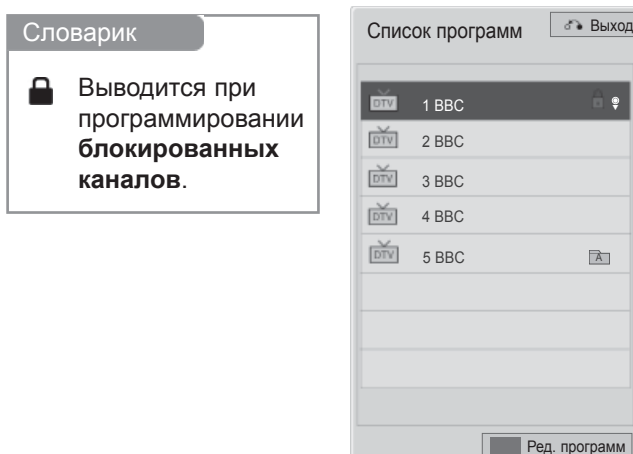 Словарик
Выводится при
программировании
блокированных
каналов.
Список программ
Выход
DTV 1 BBC
DTV 2 BBC
DTV 3 BBC
DTV 4 BBC
DTV 5 BBC A
Ред. программ